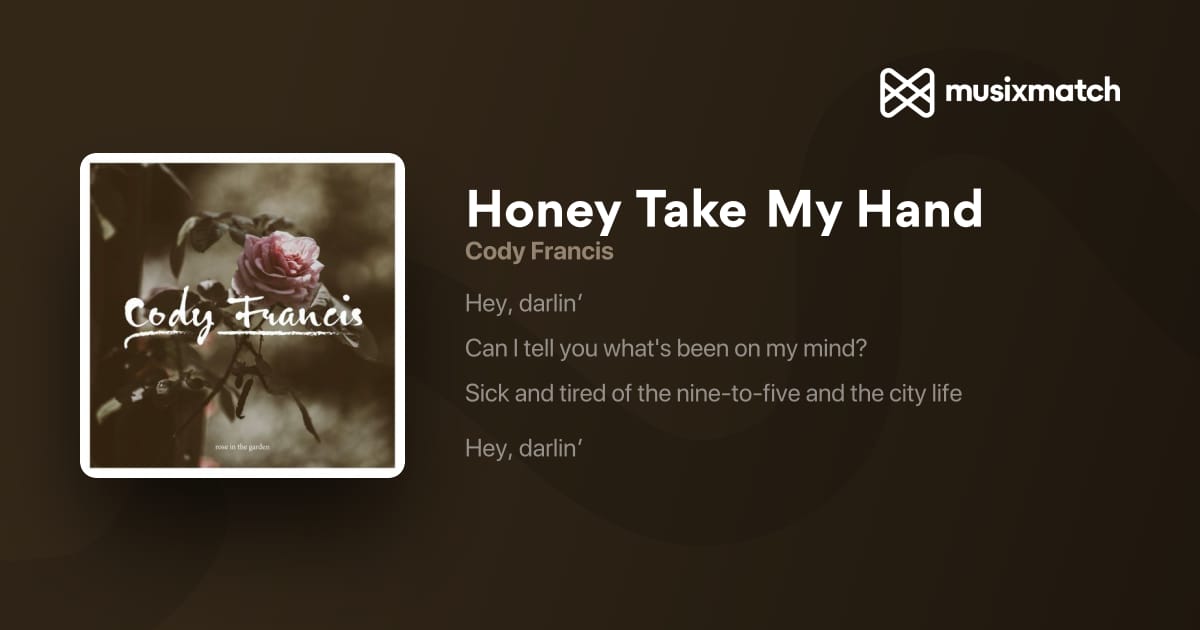 musixmatch
Honey Take My Hand
Cody Francis
Hey, darlin’
Can I tell you what's been on my mind?
Sick and tired of the nine-to-five and the city life
Hey, darlin’
Cody Francis
rose in the garden